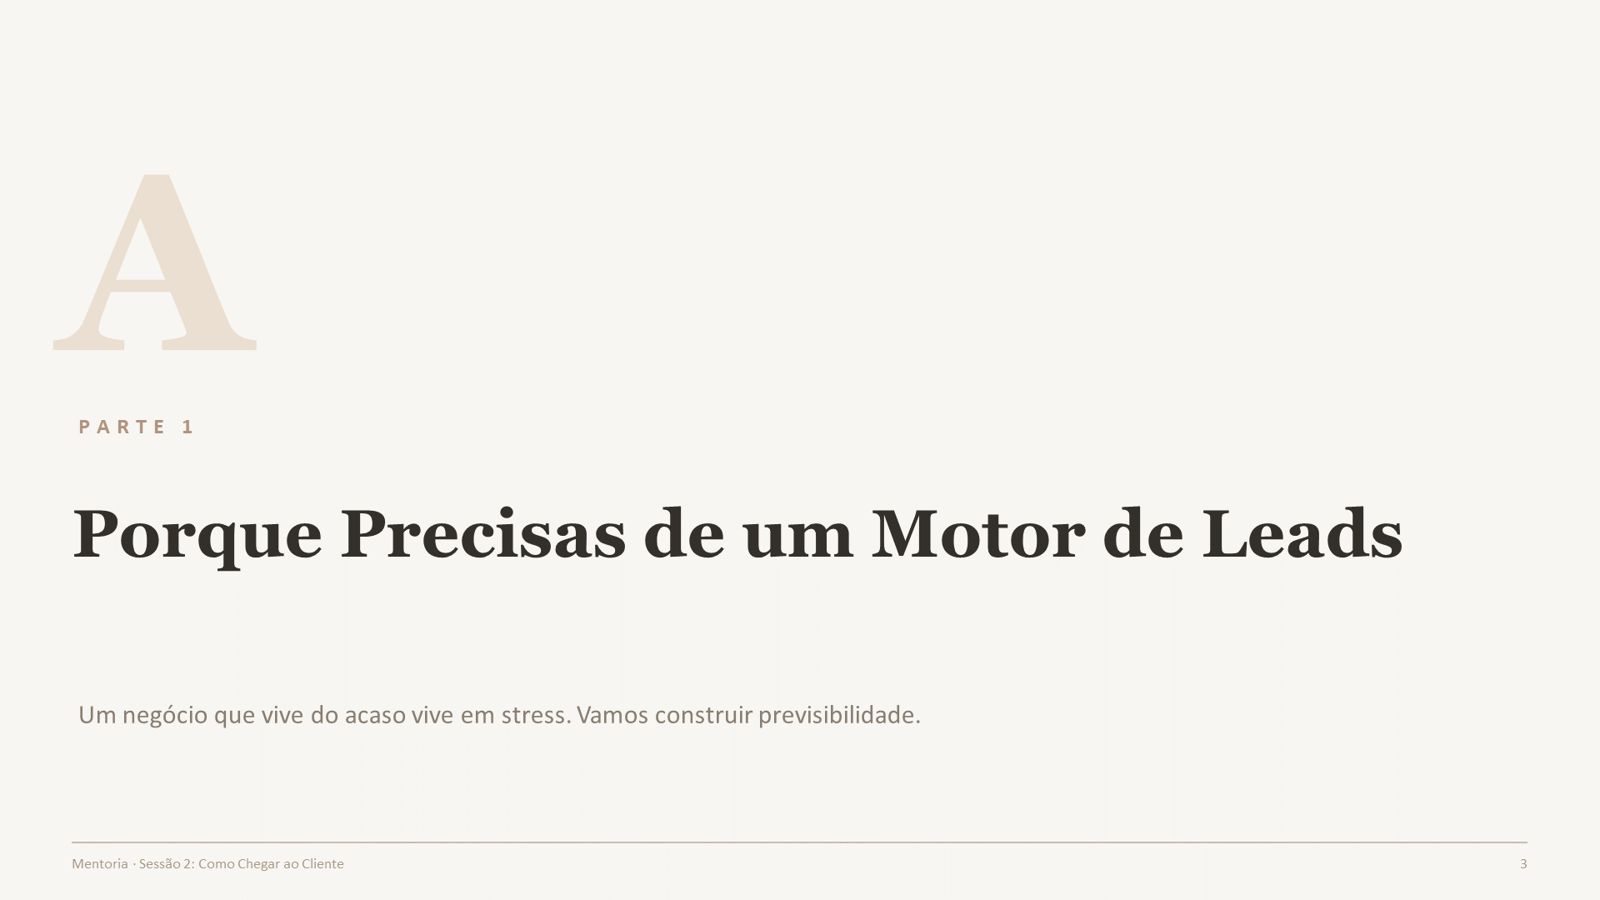 A
PARTE 1
Porque Precisas de um Motor de Leads
Um negócio que vive do acaso vive em stress. Vamos construir previsibilidade.
Mentoria · Sessão 2: Como Chegar ao Cliente
3